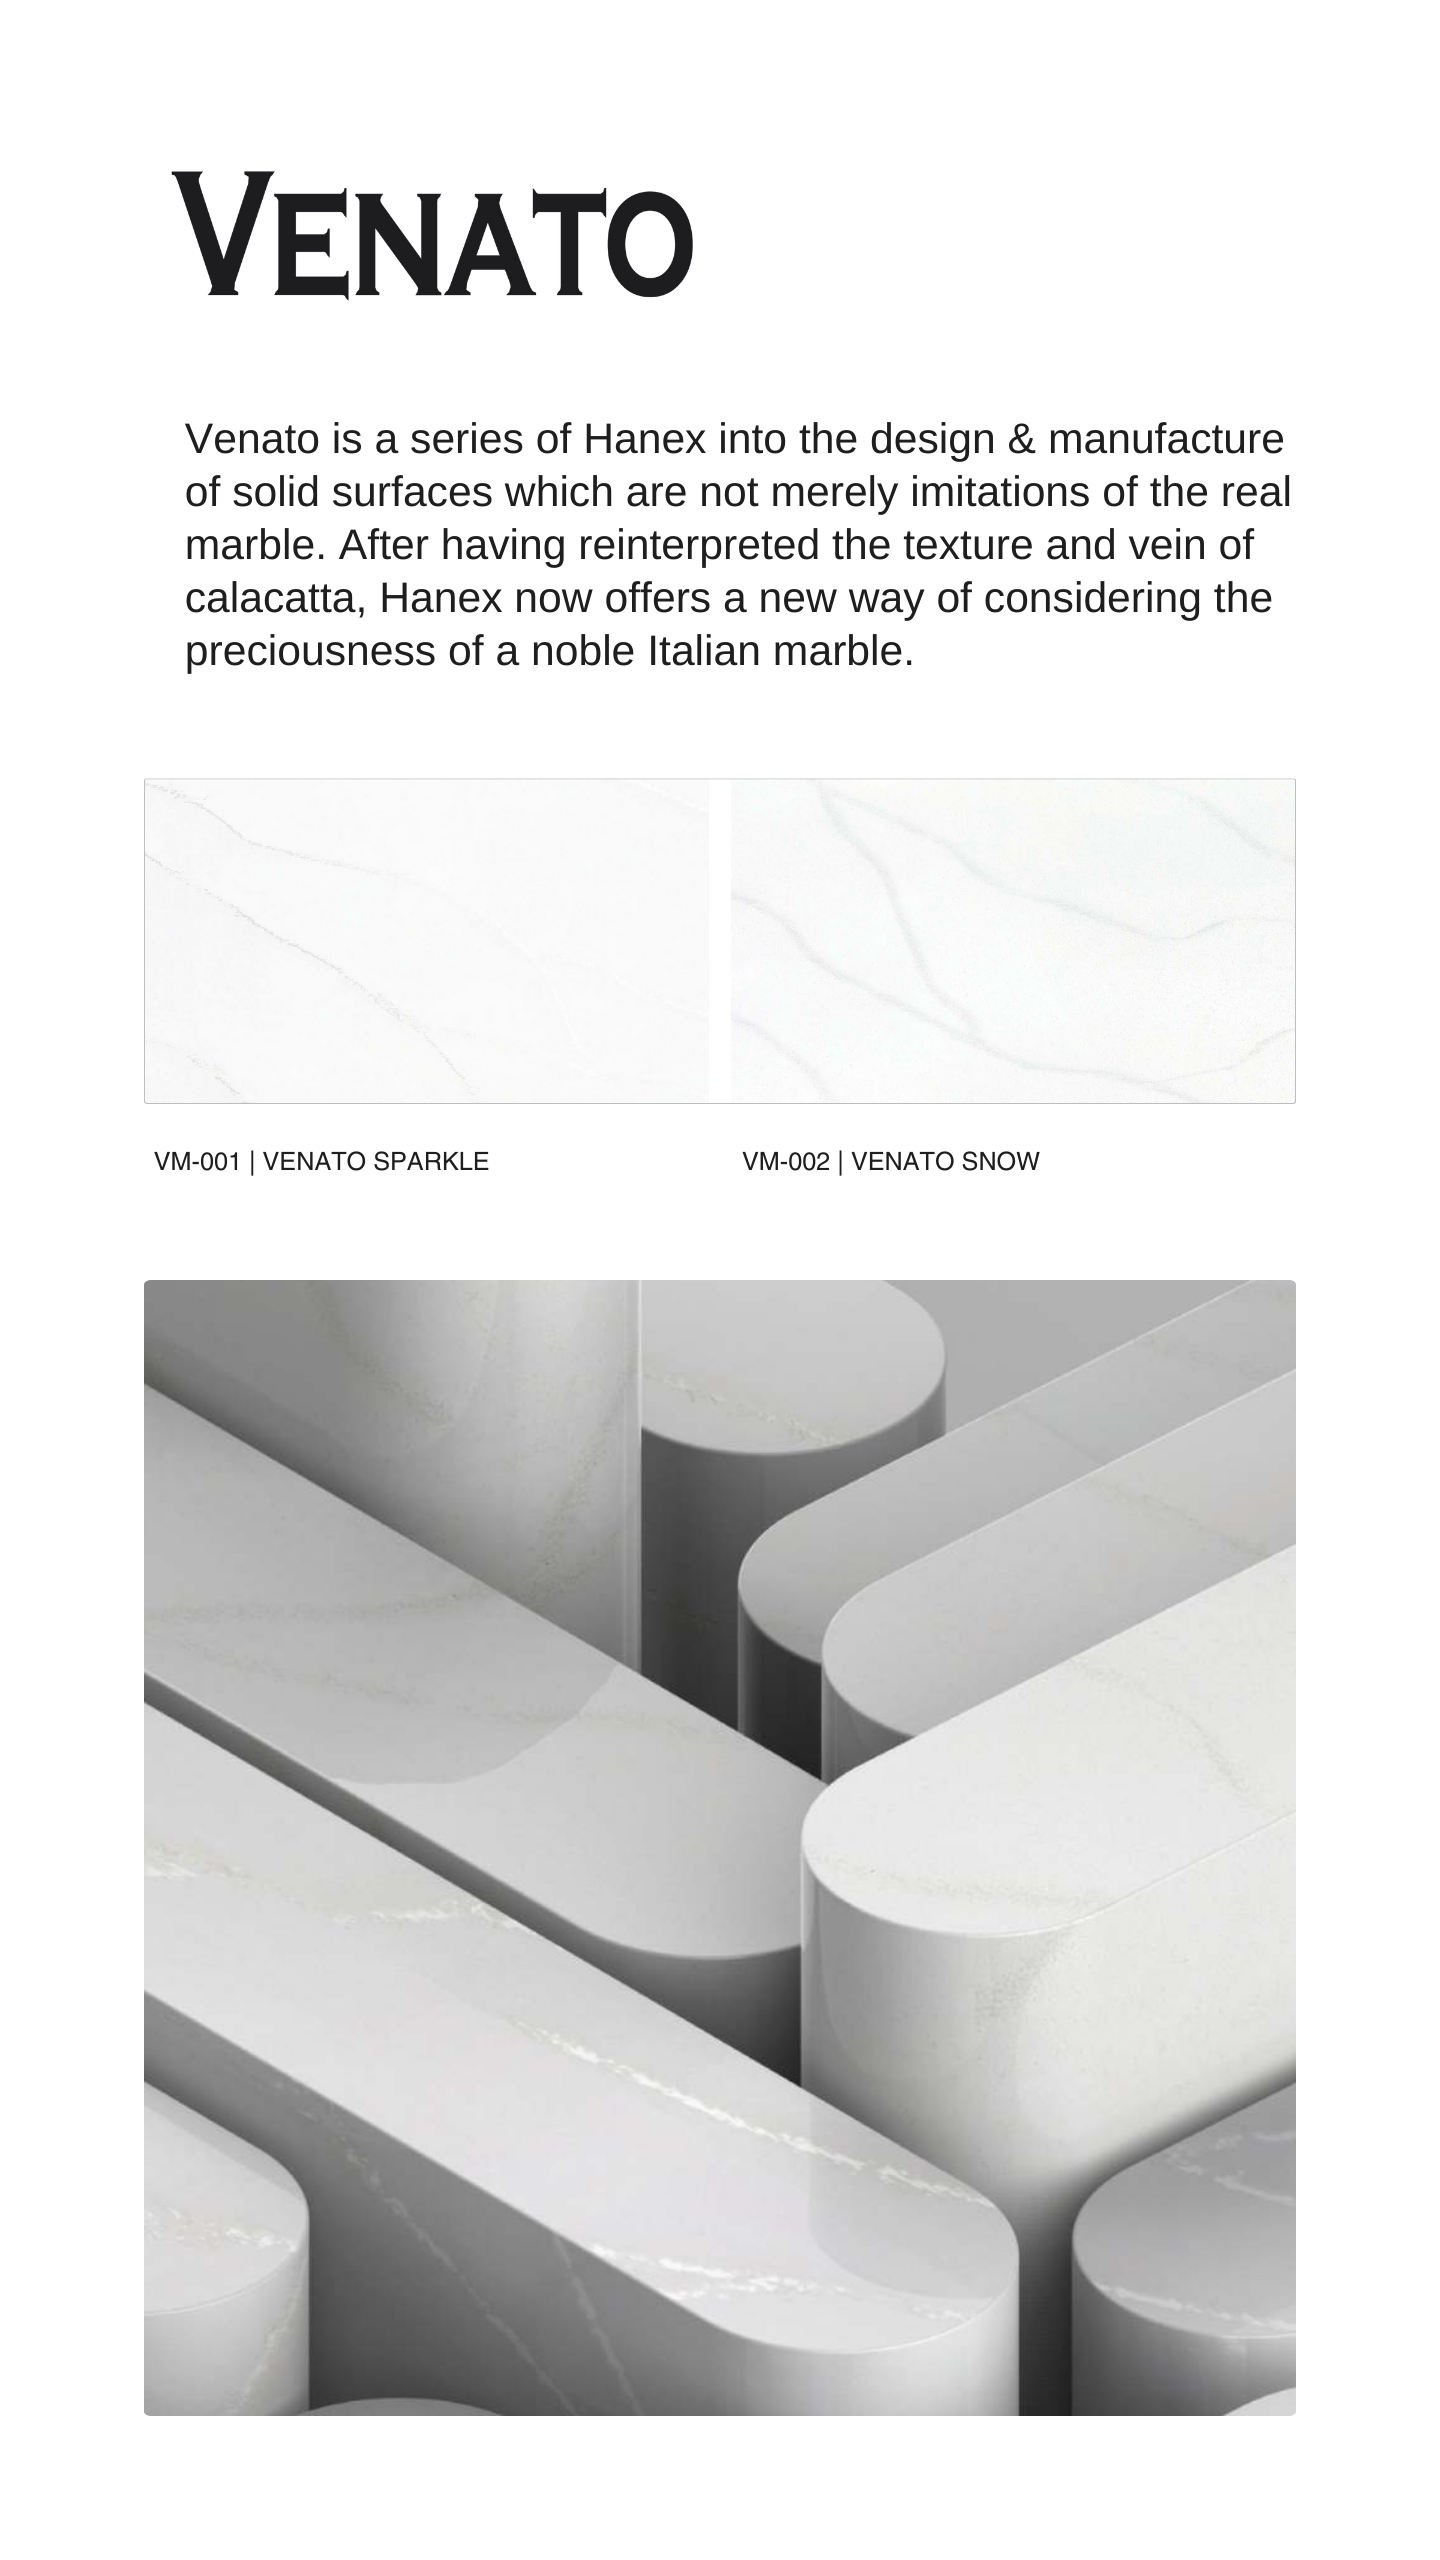 VENATO
Venato is a series of Hanex into the design & manufacture
of solid surfaces which are not merely imitations of the real
marble. After having reinterpreted the texture and vein of
calacatta, Hanex now offers a new way of considering the
preciousness of a noble Italian marble.
VM-001 | VENATO SPARKLE
VM-002 | VENATO SNOW